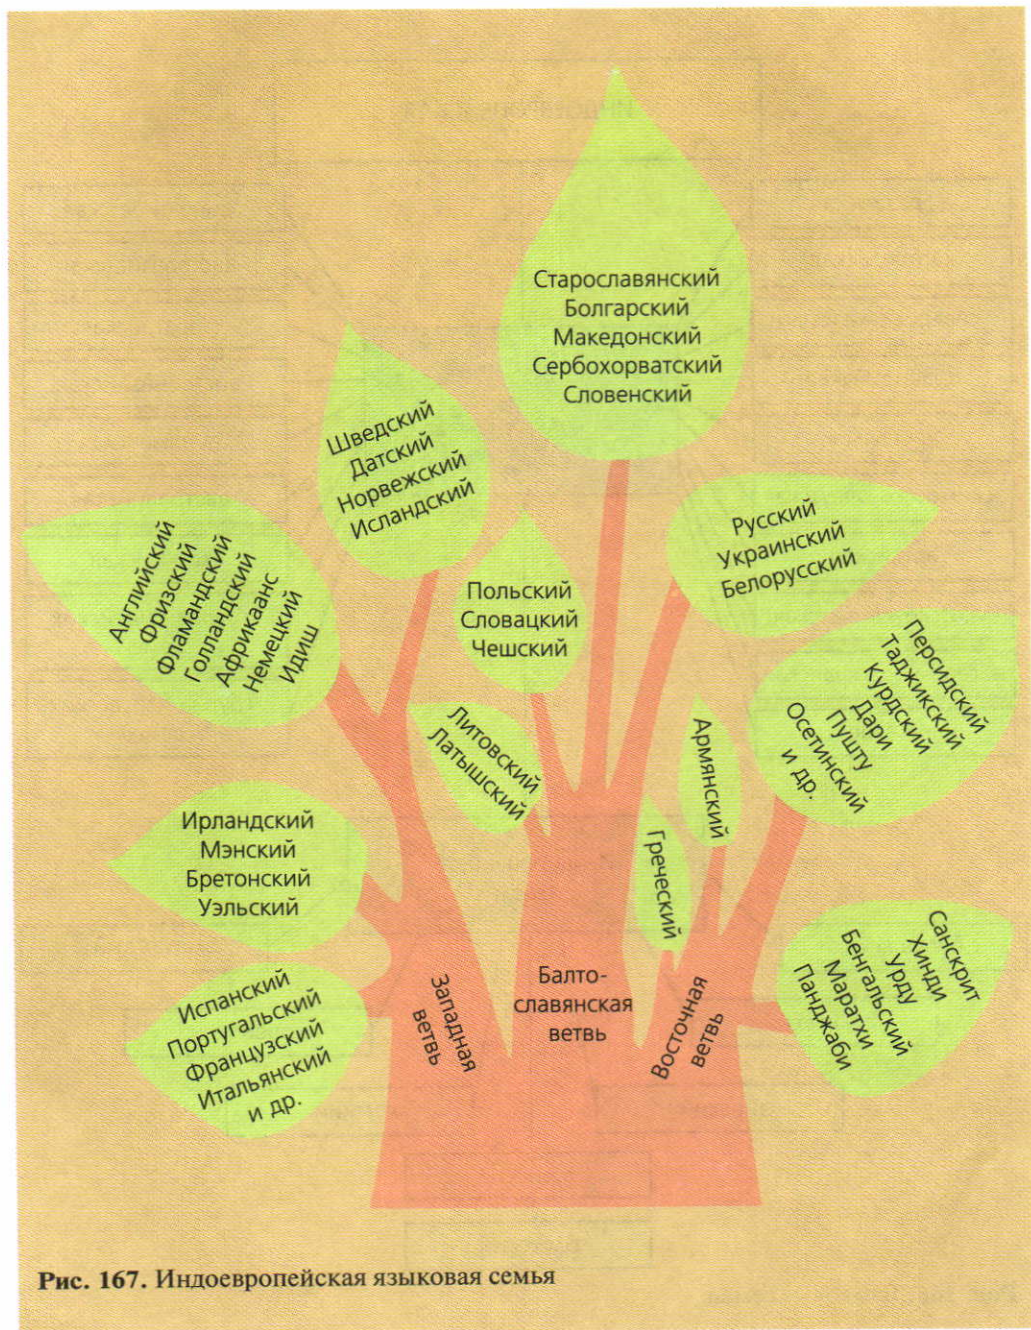 Старославянский
Болгарский
Македонский
Сербохорватский
Словенский
Шведский
Датский
Норвежский
Исландский
Русский
Украинский
Белорусский
Английский
Фризский
Фламандский
Голландский
Африкаанс
Немецкий
Идиш
Польский
Словацкий
Чешский
Персидский
Таджикский
Курдский
Дари
Пушту
Осетинский
и др.
Литовский
Латышский
Армянский
Греческий
Ирландский
Мэнский
Бретонский
Уэльский
Санскрит
Хинди
Урду
Бенгальский
Маратхи
Панджаби
Испанский
Португальский
Французский
Итальянский
и др.
Западная
ветвь
Балто-
славянская
ветвь
Восточная
ветвь
Рис. 167. Индоевропейская языковая семья